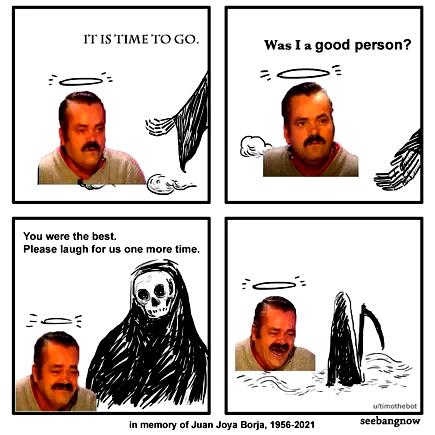 IT IS TIME TO GO.
Was I a good person?
You were the best.
Please laugh for us one more time.
u/timothebot
in memory of Juan Joya Borja, 1956-2021
seebangnow